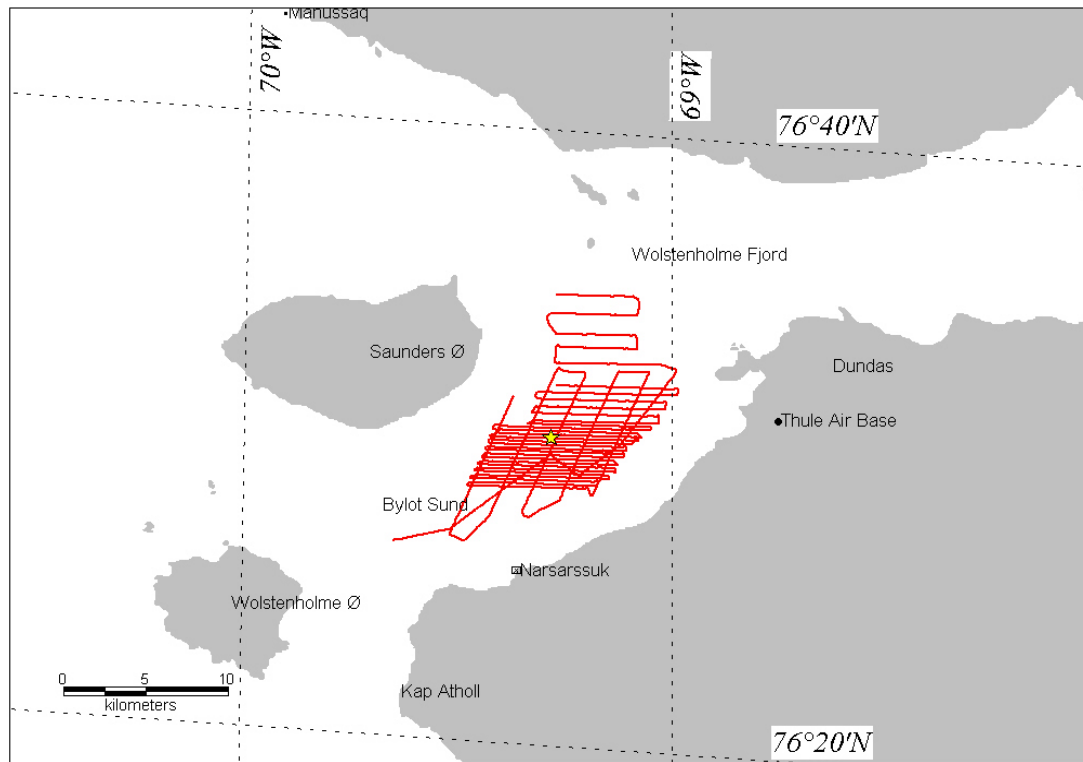 Manussaq
70°W
69°W
76°40'N
Wolstenholme Fjord
Saunders Ø
Dundas
Thule Air Base
Bylot Sund
Narsarssuk
Wolstenholme Ø
0 5 10
kilometers
Kap Atholl
76°20'N